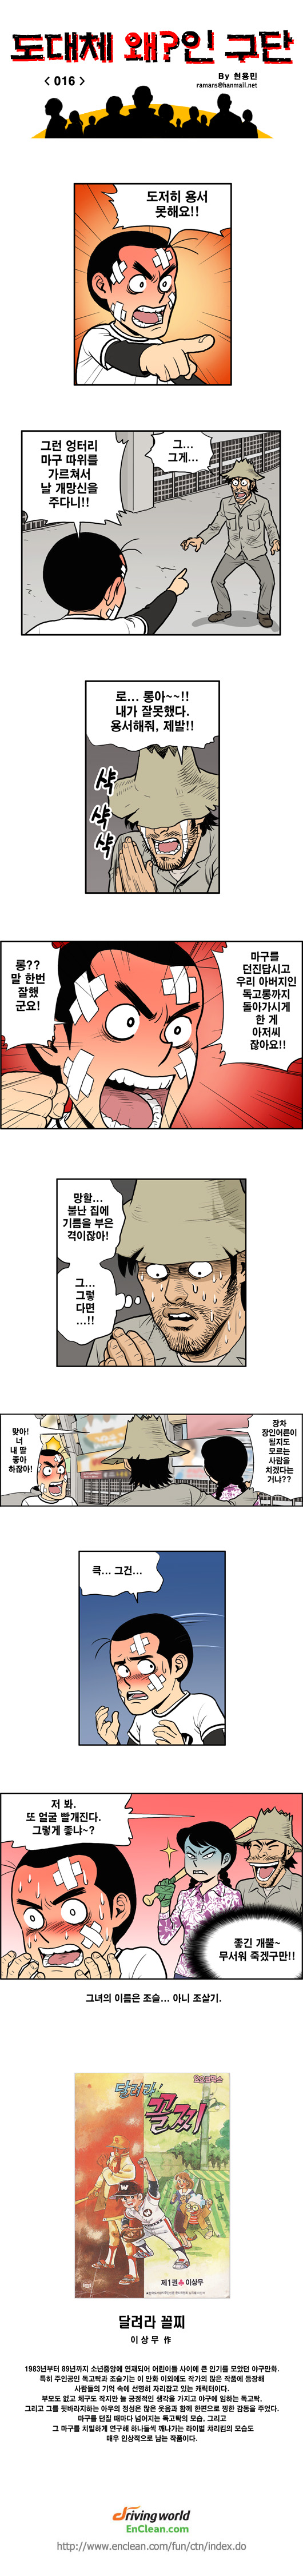 도대체 왜?인 구단
< 016 >
By 현용민
ramans@hanmail.net
도저히 용서
못해요!!
그런 엉터리
마구 따위를
가르쳐서
날 개망신을
주다니!!
그...
그게...
로... 롱아~~!!
내가 잘못했다.
용서해줘, 제발!!
샥
샥
샥
롱??
말 한번
잘했
군요!
마구를
던진답시고
우리 아버지인
독고롱까지
돌아가시게
한 게
아저씨
잖아요!!
망할...
불난 집에
기름을 부은
격이잖아!
그...
그렇
다면
...!!
맞아!
너
내 딸
좋아
하잖아!
장차
장인어른이
될지도
모르는
사람을
치겠다는
거냐??
큭... 그건...
저 봐.
또 얼굴 빨개진다.
그렇게 좋냐~?
좋긴 개뿔~
무서워 죽겠구만!!
그녀의 이름은 조슬... 아니 조살기.
달려라
꼴찌
W
제1권
이상무
달려라 꼴찌
이 상 무 作
1983년부터 89년까지 소년중앙에 연재되어 어린이들 사이에 큰 인기를 모았던 야구만화.
특히 주인공인 독고탁과 조슬기는 이 만화 이외에도 작가의 많은 작품에 등장해
사람들의 기억 속에 선명히 자리잡고 있는 캐릭터이다.
부모도 없고 체구도 작지만 늘 긍정적인 생각을 가지고 야구에 임하는 독고탁,
그리고 그를 뒷바라지하는 아우의 정성은 많은 웃음과 함께 한편으로 찡한 감동을 주었다.
마구를 던질 때마다 넘어지는 독고탁의 모습, 그리고
그 마구를 치밀하게 연구해 하나둘씩 깨나가는 라이벌 챠리킴의 모습도
매우 인상적으로 남는 작품이다.
drivingworld
EnClean.com
http://www.enclean.com/fun/ctn/index.do